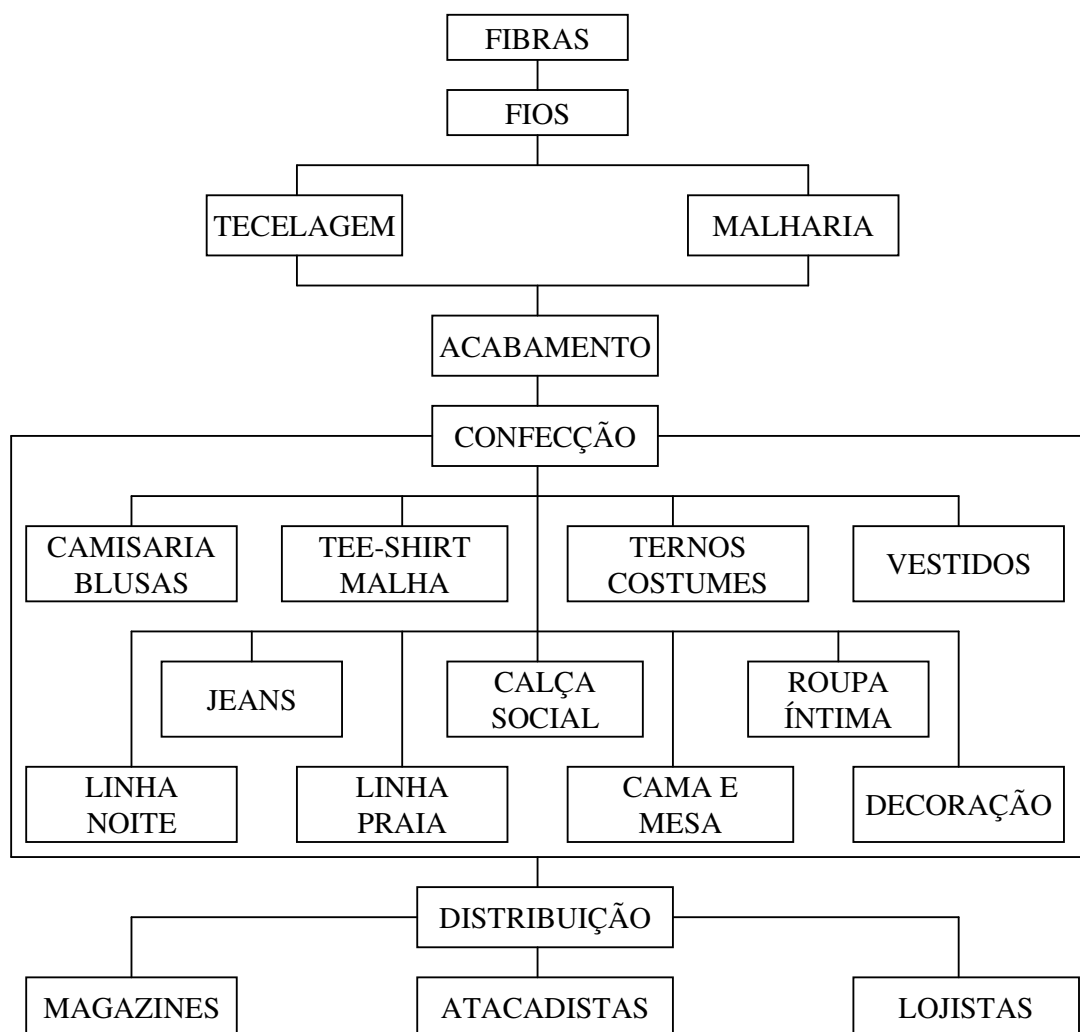 FIBRAS
FIOS
TECELAGEM
MALHARIA
ACABAMENTO
CONFECÇÃO
CAMISARIA
BLUSAS
TEE-SHIRT
MALHA
TERNOS
COSTUMES
VESTIDOS
JEANS
CALÇA
SOCIAL
ROUPA
ÍNTIMA
LINHA
NOITE
LINHA
PRAIA
CAMA E
MESA
DECORAÇÃO
DISTRIBUIÇÃO
MAGAZINES
ATACADISTAS
LOJISTAS